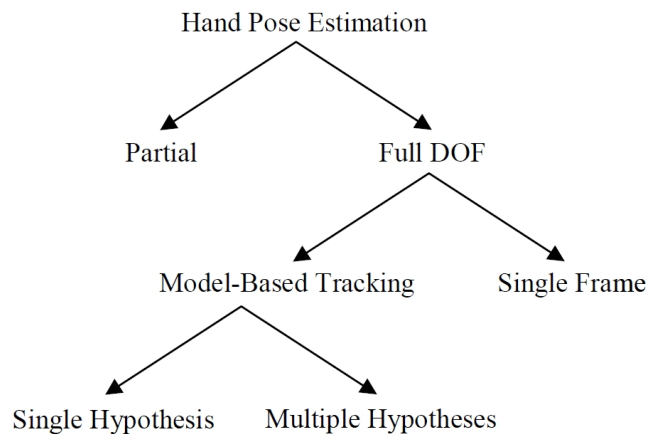 Hand Pose Estimation
Partial
Full DOF
Model-Based Tracking
Single Frame
Single Hypothesis
Multiple Hypotheses